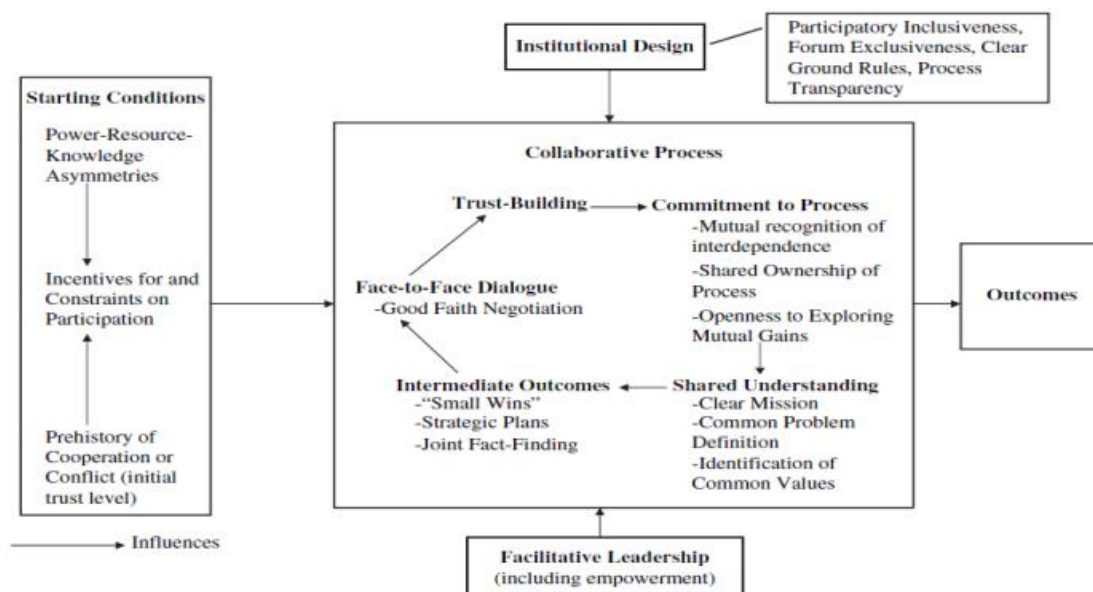 Institutional Design
Participatory Inclusiveness,
Forum Exclusiveness, Clear
Ground Rules, Process
Transparency
Starting Conditions
Power-Resource-
Knowledge
Asymmetries
Incentives for and
Constraints on
Participation
Prehistory of
Cooperation or
Conflict (initial
trust level)
Influences
Collaborative Process
Trust-Building
Commitment to Process
-Mutual recognition of
interdependence
-Shared Ownership of
Process
-Openness to Exploring
Mutual Gains
Face-to-Face Dialogue
-Good Faith Negotiation
Intermediate Outcomes
-“Small Wins”
-Strategic Plans
-Joint Fact-Finding
Shared Understanding
-Clear Mission
-Common Problem
Definition
-Identification of
Common Values
Outcomes
Facilitative Leadership
(including empowerment)